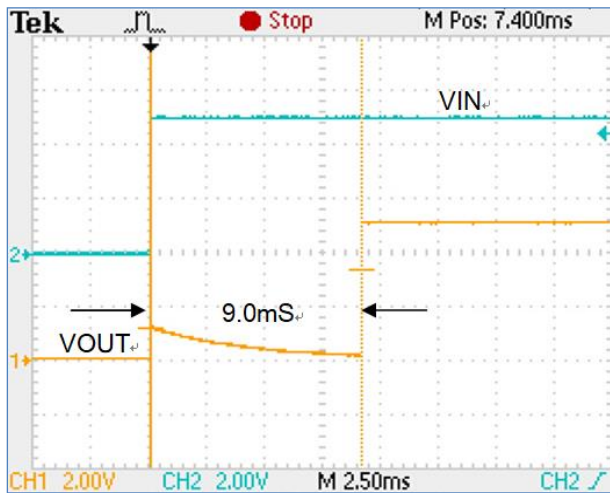 Tek Stop M Pos: 7.400ms
VIN
2
9.0mS
VOUT
1
CH1 2.00V CH2 2.00V M 2.50ms CH2